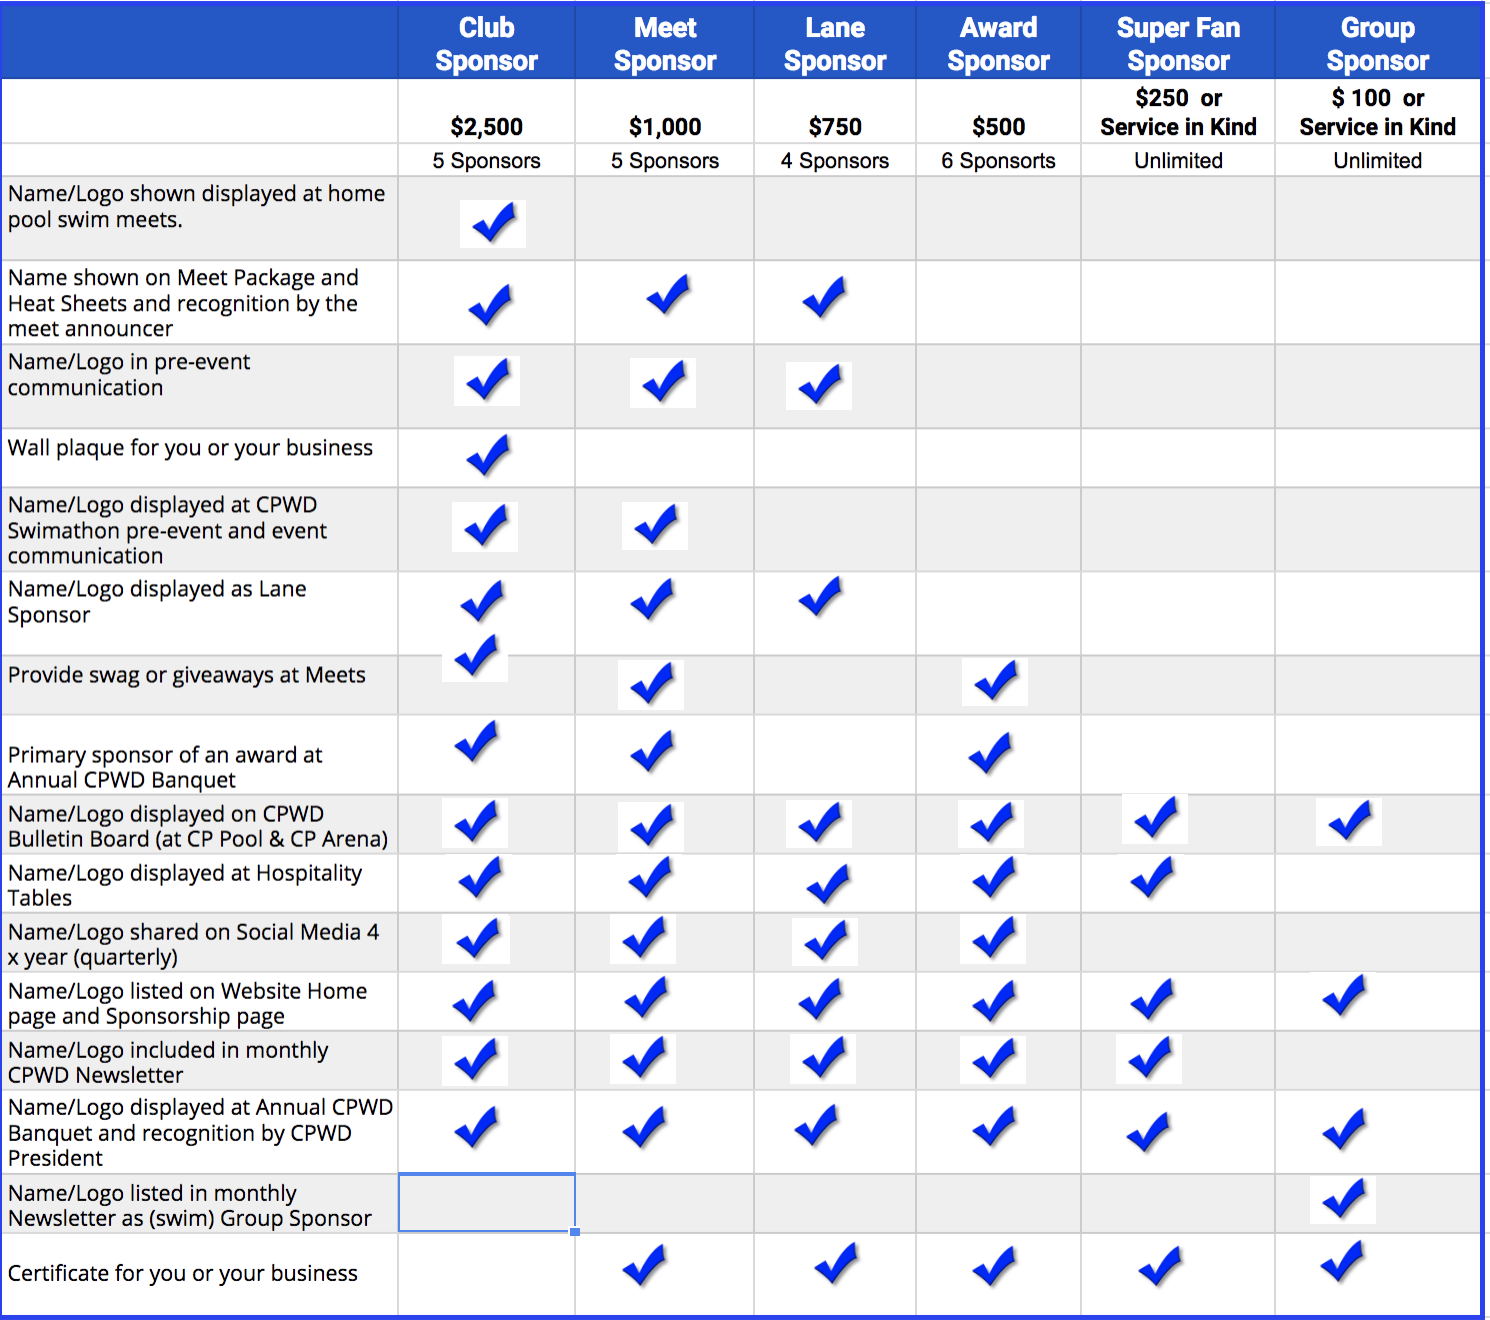 Club Meet Lane Award Super Fan Group
Sponsor Sponsor Sponsor Sponsor Sponsor Sponsor
$250 or $ 100 or
$2,500 $1,000 $750 $500 Service in Kind Service in Kind
5 Sponsors 5 Sponsors 4 Sponsors 6 Sponsorts Unlimited Unlimited
Name/Logo shown displayed at home
pool swim meets.
Name shown on Meet Package and
Heat Sheets and recognition by the
meet announcer
Name/Logo in pre-event
communication
Wall plaque for you or your business
Name/Logo displayed at CPWD
Swimathon pre-event and event
communication
Name/Logo displayed as Lane
Sponsor
Provide swag or giveaways at Meets
Primary sponsor of an award at
Annual CPWD Banquet
Name/Logo displayed on CPWD
Bulletin Board (at CP Pool & CP Arena)
Name/Logo displayed at Hospitality
Tables
Name/Logo shared on Social Media 4
x year (quarterly)
Name/Logo listed on Website Home
page and Sponsorship page
Name/Logo included in monthly
CPWD Newsletter
Name/Logo displayed at Annual CPWD
Banquet and recognition by CPWD
President
Name/Logo listed in monthly
Newsletter as (swim) Group Sponsor
Certificate for you or your business